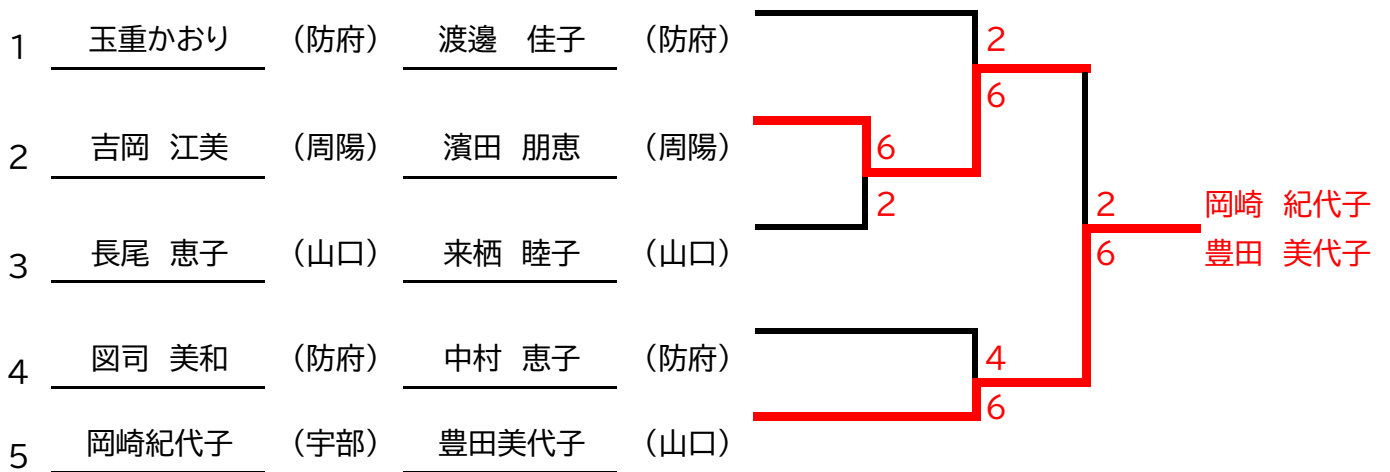 1 玉重かおり （防府） 渡邊　佳子 （防府）
2
6
2 吉岡 江美 （周陽） 濱田 朋恵 （周陽）
6
2
2 岡崎 紀代子
3 長尾 恵子 （山口） 来栖 睦子 （山口）
6 豊田 美代子
4 図司 美和 （防府） 中村 恵子 （防府）
4
6
5 岡崎紀代子 （宇部） 豊田美代子 （山口）